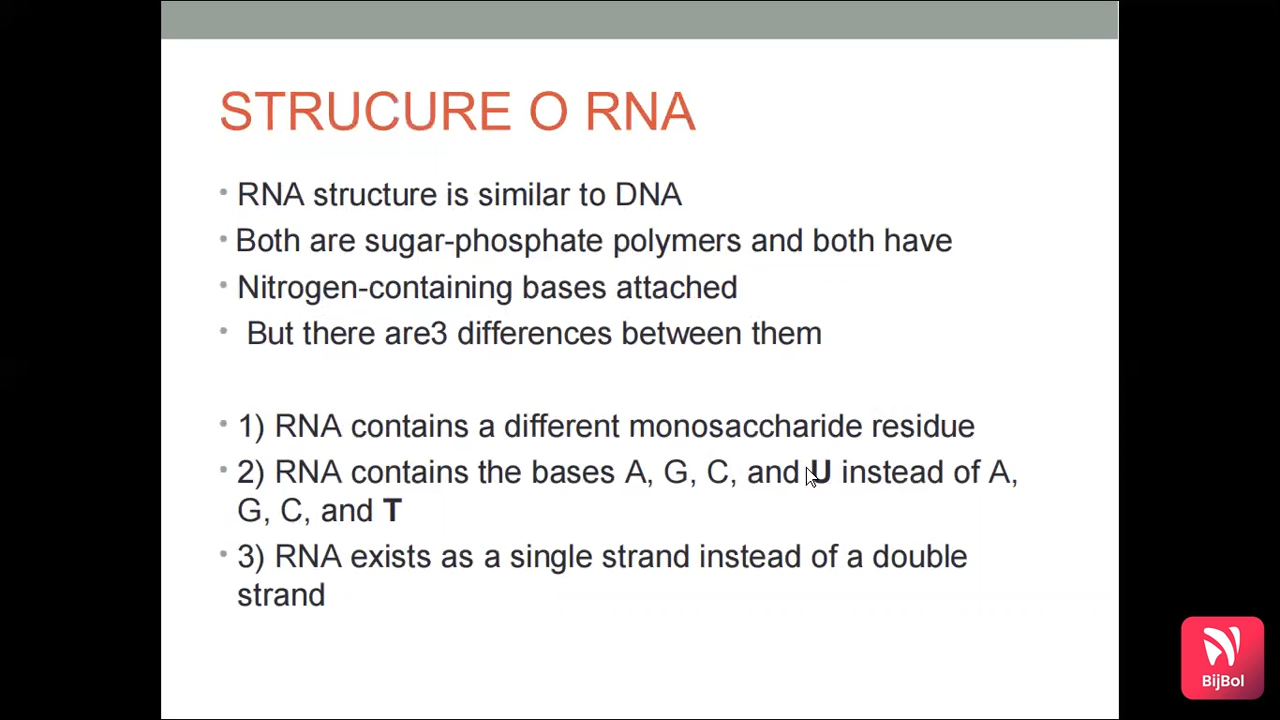 STRUCURE O RNA
• RNA structure is similar to DNA
• Both are sugar-phosphate polymers and both have
• Nitrogen-containing bases attached
• But there are3 differences between them
• 1) RNA contains a different monosaccharide residue
• 2) RNA contains the bases A, G, C, and U instead of A,
G, C, and T
• 3) RNA exists as a single strand instead of a double
strand
BijBol